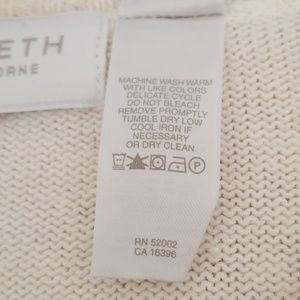 ETH
ORNE
MACHINE WASH WARM
WITH LIKE COLORS
DELICATE CYCLE
DO NOT BLEACH
REMOVE PROMPTLY
TUMBLE DRY LOW
COOL IRON IF
NECESSARY
OR DRY CLEAN
P
RN 52002
CA 16396